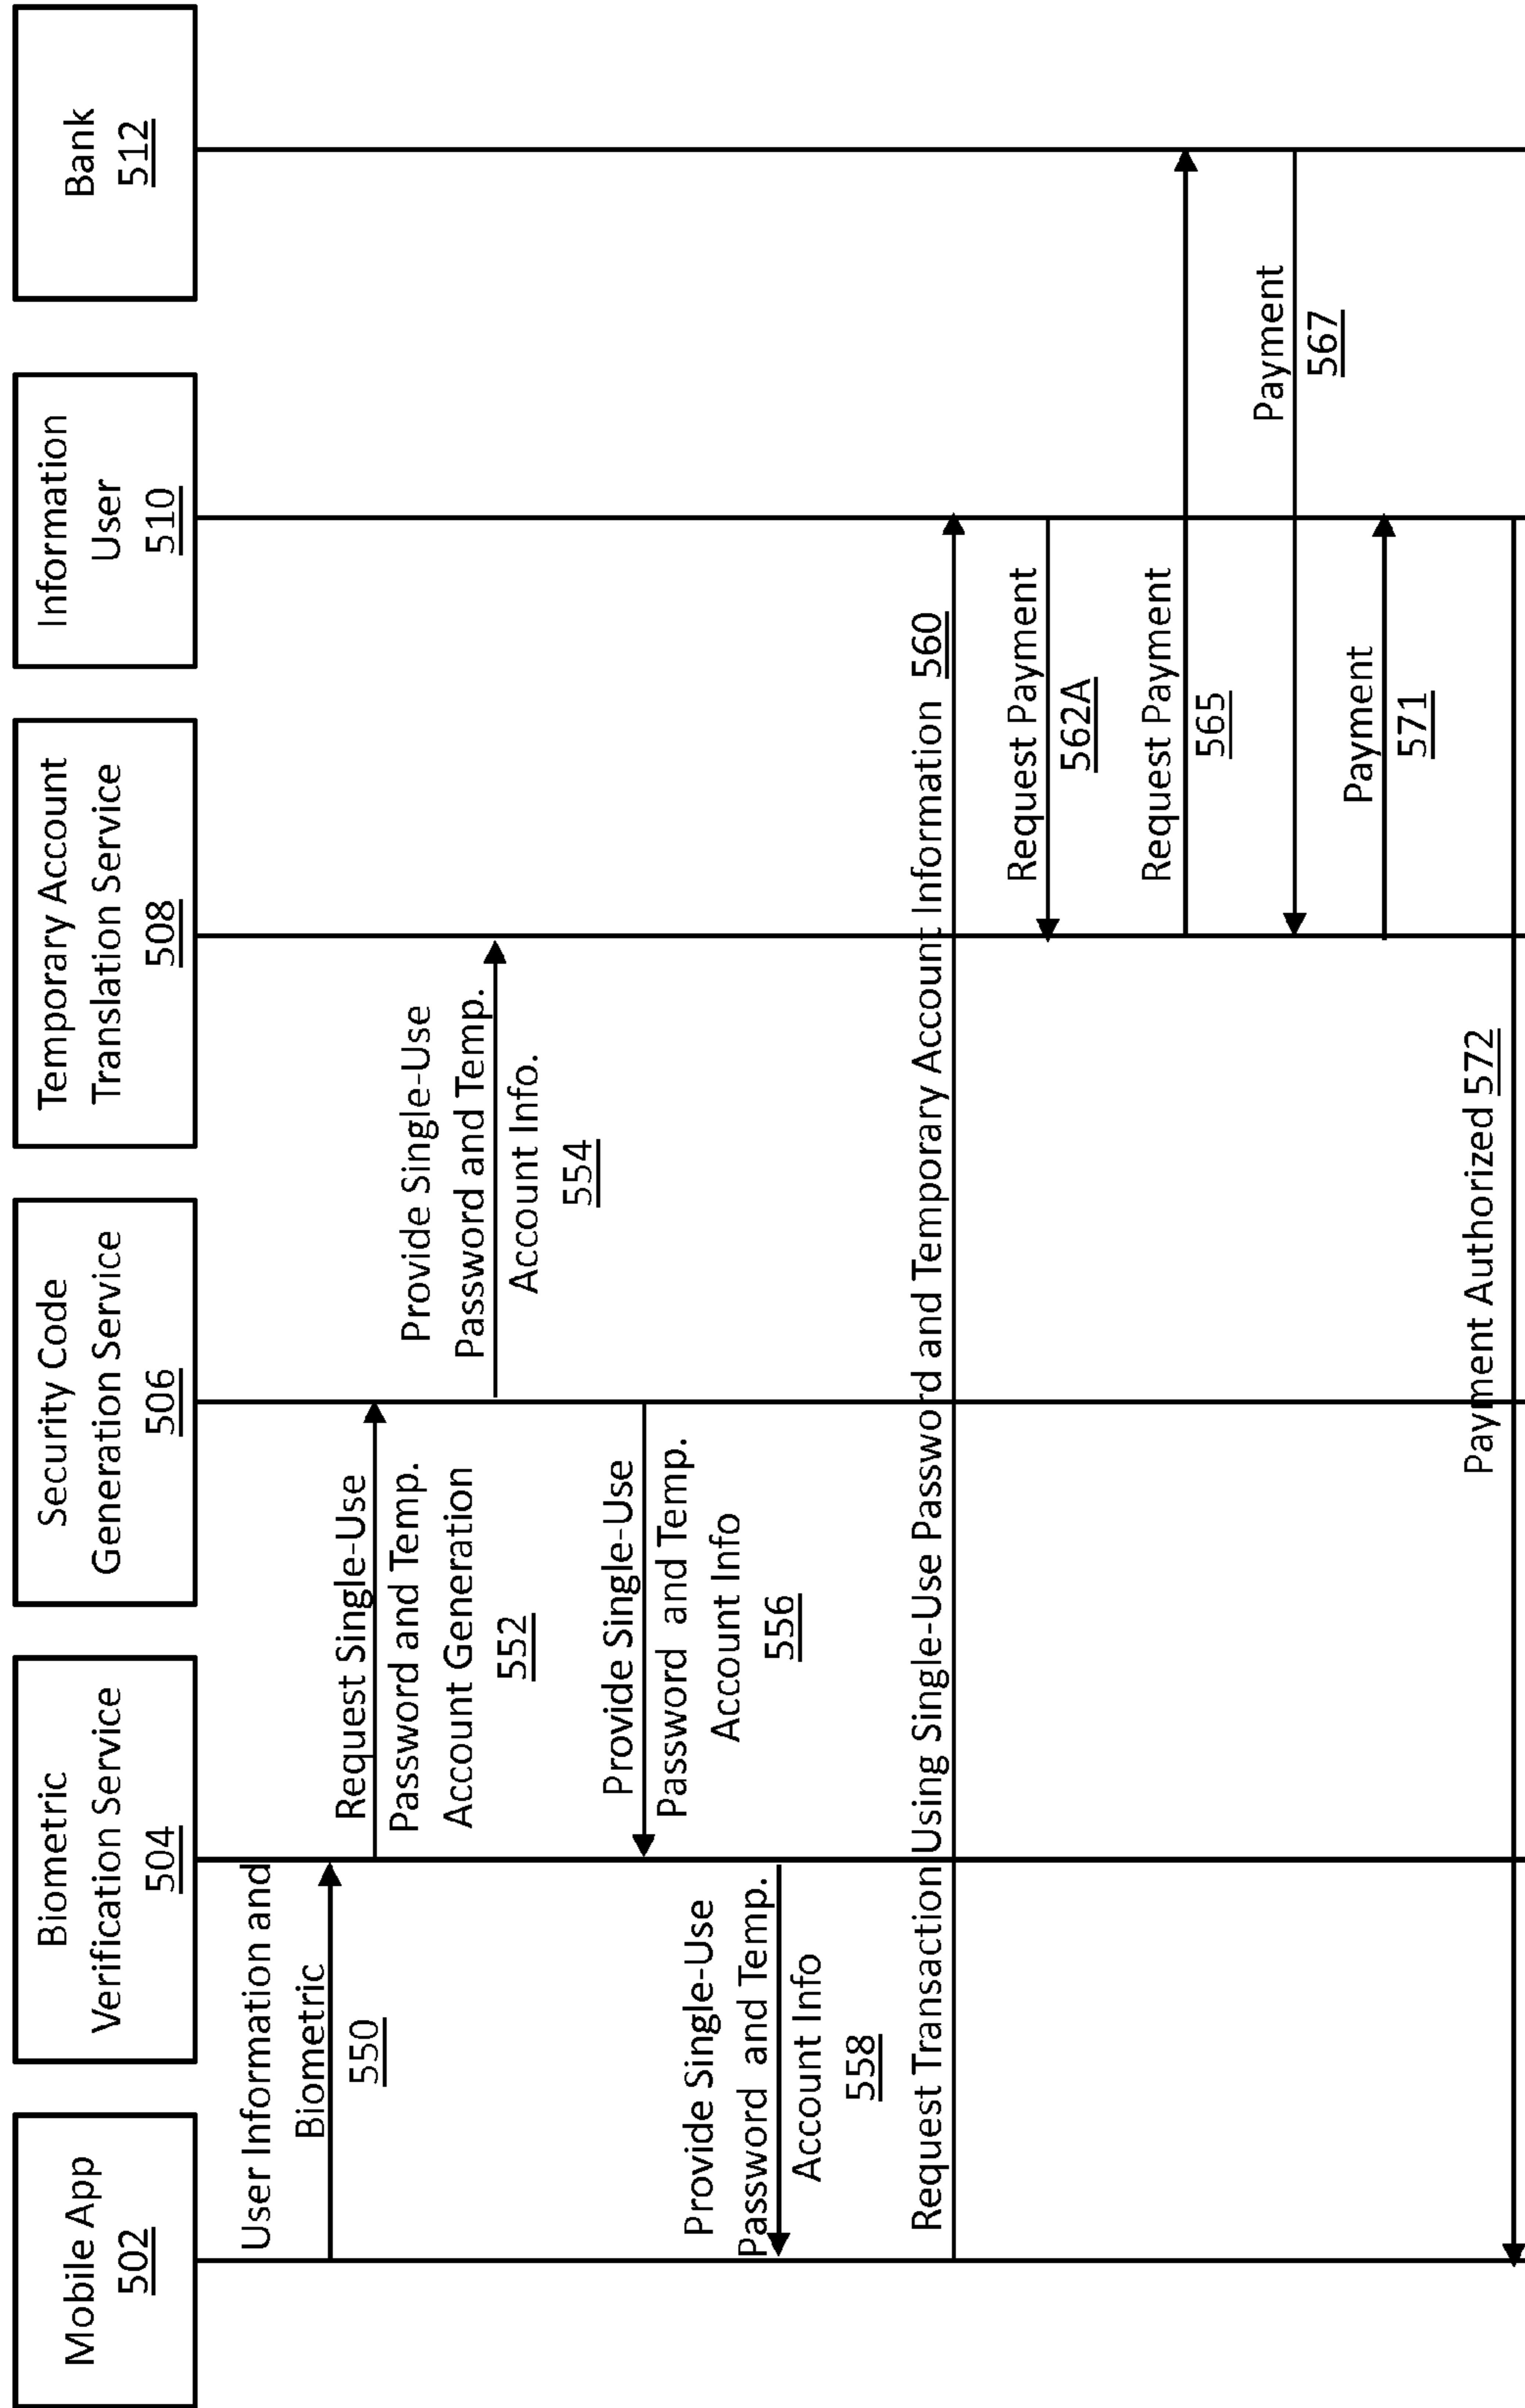 Mobile App
502
Biometric
Verification Service
504
Security Code
Generation Service
506
Temporary Account
Translation Service
508
Information
User
510
Bank
512
User Information and
Biometric
550
Request Single-Use
Password and Temp.
Account Generation
552
Provide Single-Use
Password and Temp.
Account Info.
554
Provide Single-Use
Password and Temp.
Account Info
556
Provide Single-Use
Password and Temp.
Account Info
558
Request Transaction Using Single-Use Password and Temporary Account Information 560
Request Payment
562A
Request Payment
565
Payment
567
Payment
571
Payment Authorized 572